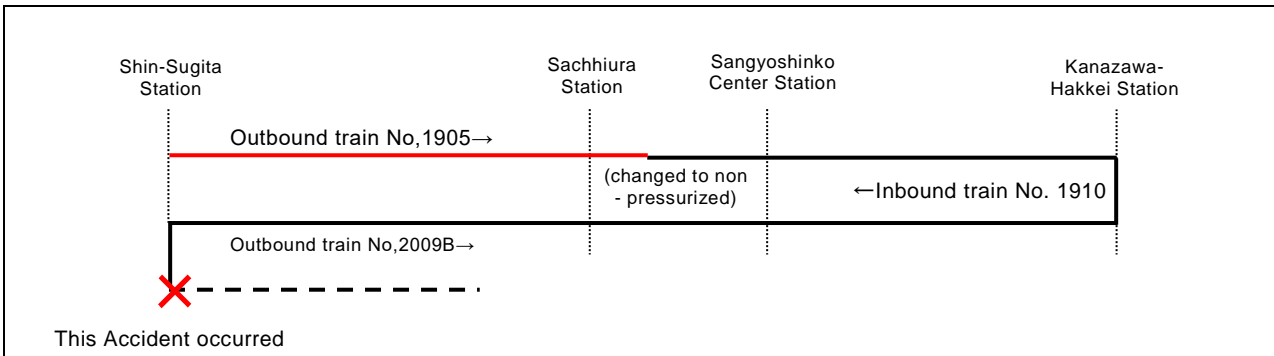 Shin-Sugita
Station
Sachhiura
Station
Sangyoshinko
Center Station
Kanazawa-
Hakkei Station
Outbound train No,1905→
(changed to non
- pressurized)
←Inbound train No. 1910
Outbound train No,2009B→
This Accident occurred